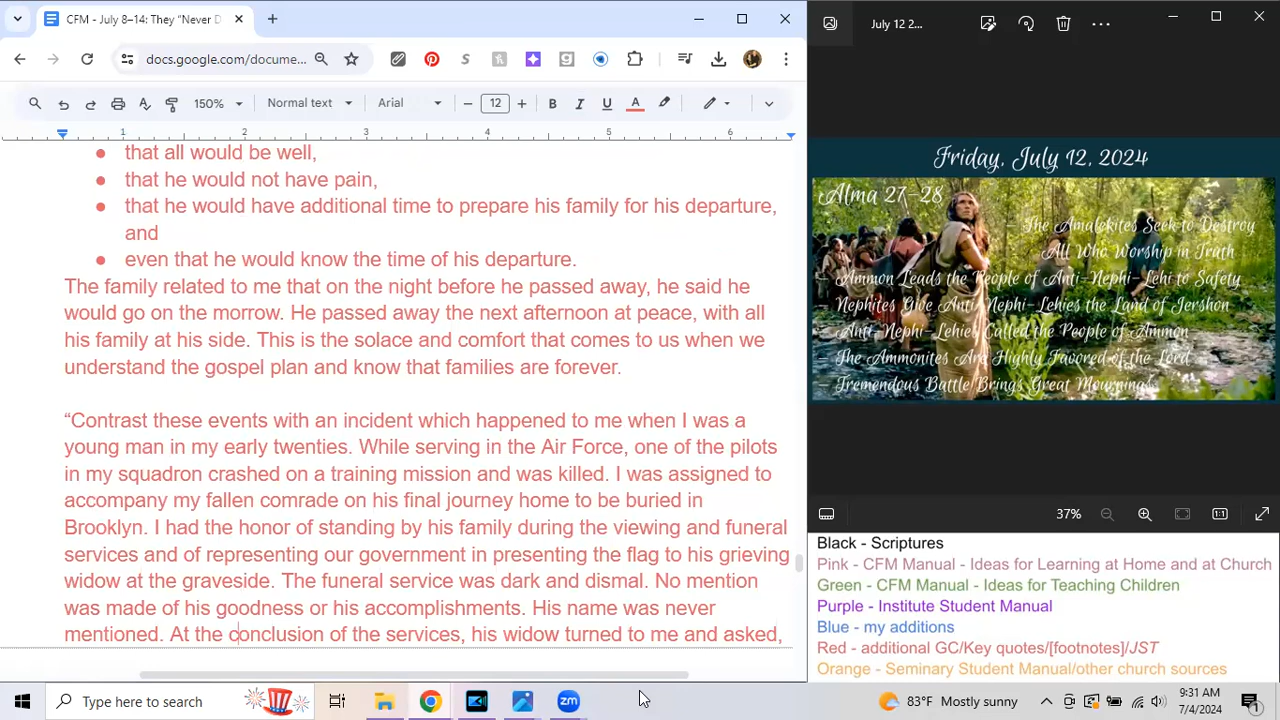 CFM - July 8–14: They “Never D
July 12 2...
docs.google.com/docume...
150%
Normal text
Arial
12
1 2 3 4 5 6
● that all would be well,
● that he would not have pain,
● that he would have additional time to prepare his family for his departure,
and
● even that he would know the time of his departure.
The family related to me that on the night before he passed away, he said he
would go on the morrow. He passed away the next afternoon at peace, with all
his family at his side. This is the solace and comfort that comes to us when we
understand the gospel plan and know that families are forever.
“Contrast these events with an incident which happened to me when I was a
young man in my early twenties. While serving in the Air Force, one of the pilots
in my squadron crashed on a training mission and was killed. I was assigned to
accompany my fallen comrade on his final journey home to be buried in
Brooklyn. I had the honor of standing by his family during the viewing and funeral
services and of representing our government in presenting the flag to his grieving
widow at the graveside. The funeral service was dark and dismal. No mention
was made of his goodness or his accomplishments. His name was never
mentioned. At the conclusion of the services, his widow turned to me and asked,
Friday, July 12, 2024
Alma 27-28
- The Amalekites Seek to Destroy
All Who Worship in Truth
- Ammon Leads the People of Anti-Nephi-Lehi to Safety
- Nephites Give Anti-Nephi-Lehies the Land of Jershon
- Anti-Nephi-Lehies Called the People of Ammon
- The Ammonites Are Highly Favored of the Lord
- Tremendous Battle Brings Great Mournings
37%
Black - Scriptures
Pink - CFM Manual - Ideas for Learning at Home and at Church
Green - CFM Manual - Ideas for Teaching Children
Purple - Institute Student Manual
Blue - my additions
Red - additional GC/Key quotes/[footnotes]/JST
Orange - Seminary Student Manual/other church sources
Type here to search
83°F Mostly sunny
9:31 AM
7/4/2024